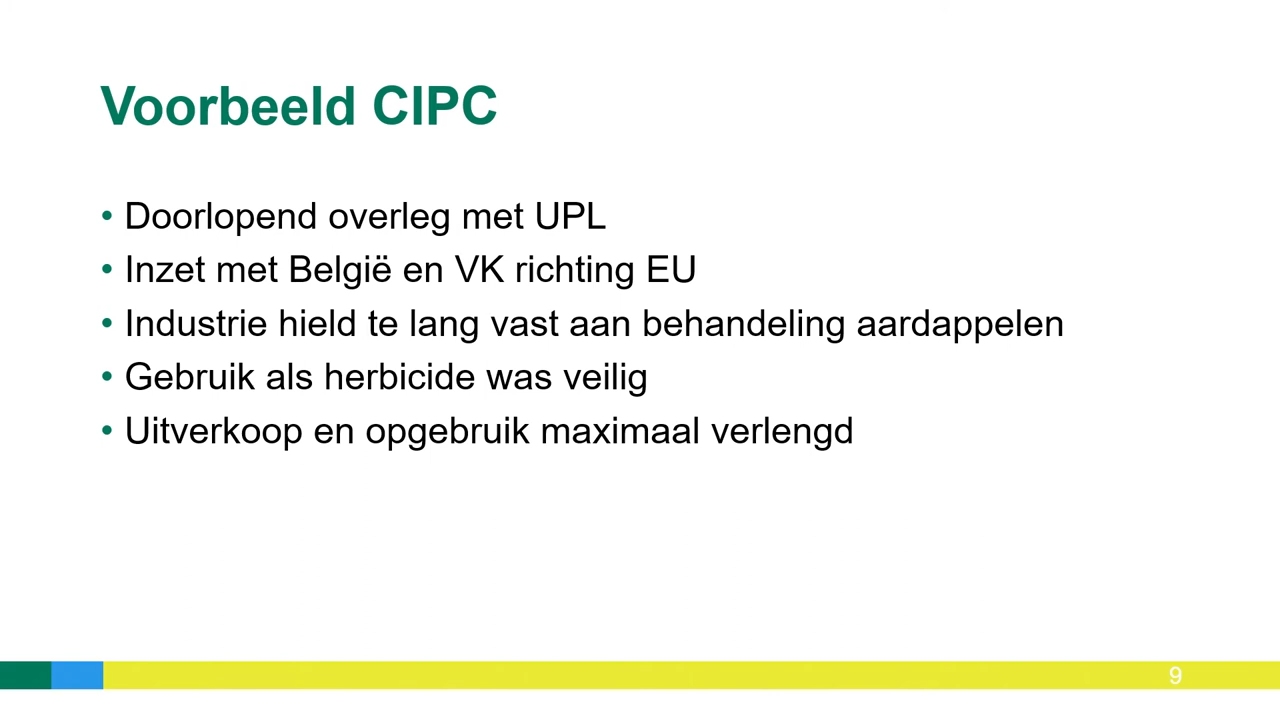 Voorbeeld CIPC
• Doorlopend overleg met UPL
• Inzet met België en VK richting EU
• Industrie hield te lang vast aan behandeling aardappelen
• Gebruik als herbicide was veilig
• Uitverkoop en opgebruik maximaal verlengd
9